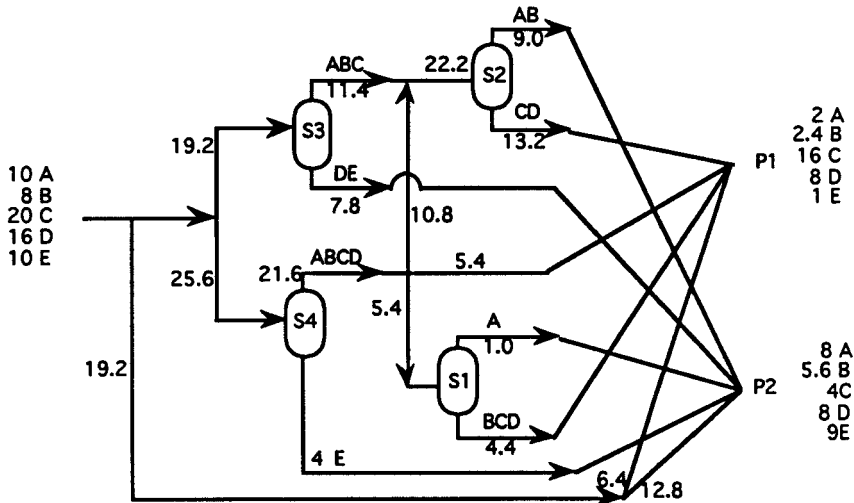 AB
9.0
22.2
S2
ABC
11.4
CD
13.2
S3
19.2
DE
7.8
10.8
10 A
8 B
20 C
16 D
10 E
2 A
2.4 B
16 C
8 D
1 E
P1
ABCD
21.6
5.4
25.6
S4
5.4
A
1.0
S1
BCD
4.4
19.2
4 E
6.4
12.8
P2
8 A
5.6 B
4C
8 D
9E